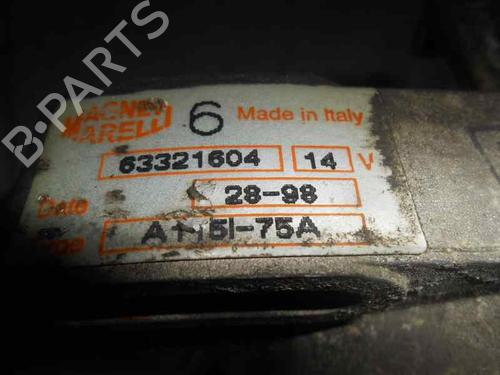 B-PARTS
MAGNETI 6 Made in Italy
MARELLI
63321604 14 V
Date 28-98
A115I-75A